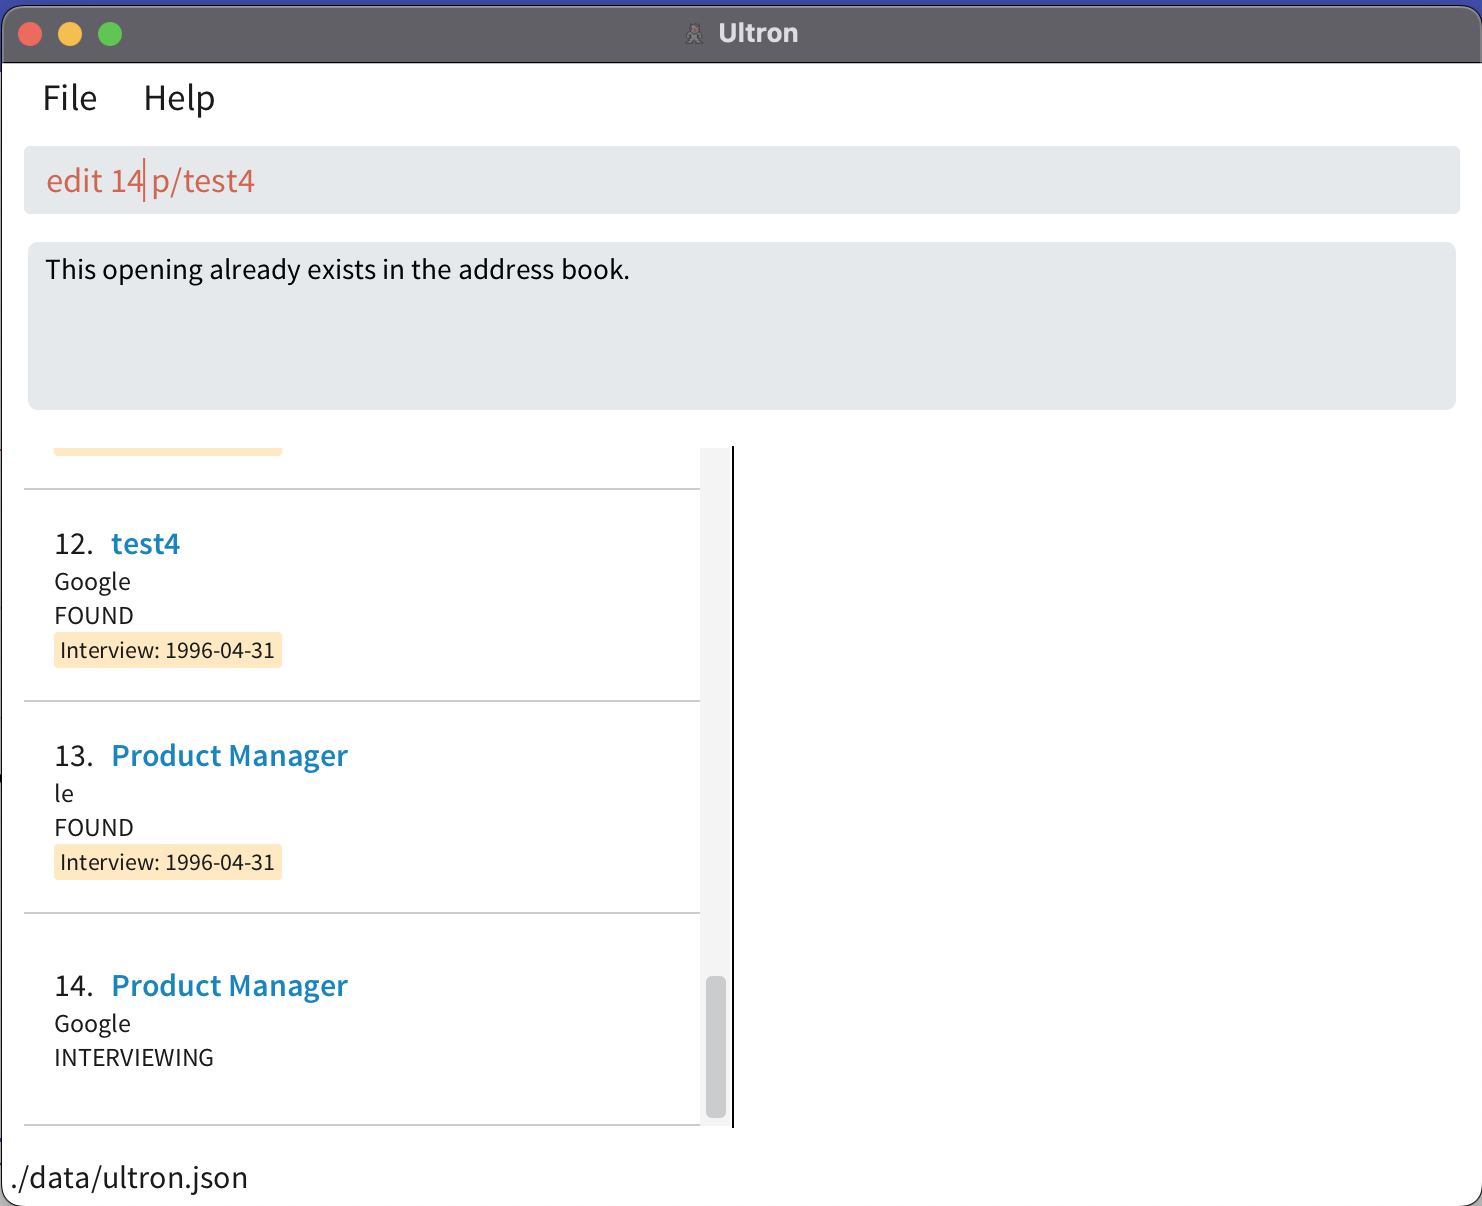 Ultron
File Help
edit 14 p/test4
This opening already exists in the address book.
12. test4
Google
FOUND
Interview: 1996-04-31
13. Product Manager
le
FOUND
Interview: 1996-04-31
14. Product Manager
Google
INTERVIEWING
./data/ultron.json